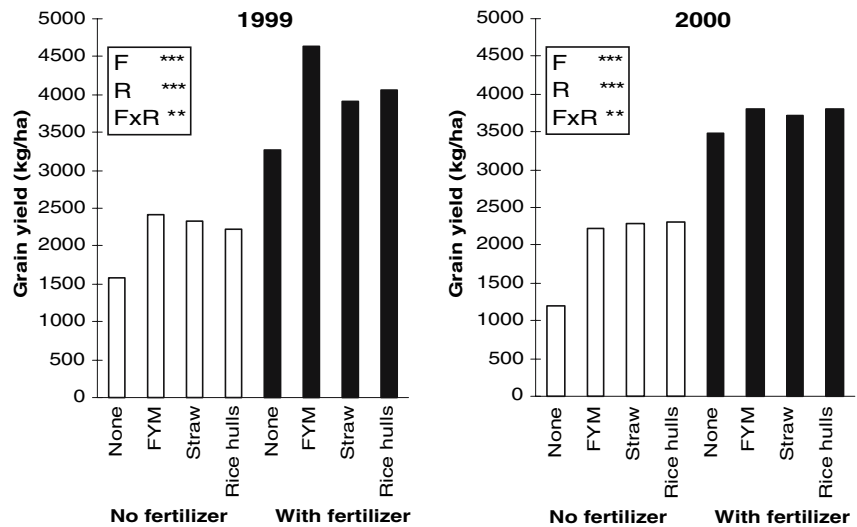 1999
Grain yield (kg/ha)
5000
4500
4000
3500
3000
2500
2000
1500
1000
500
0
F ***
R ***
FxR **
None
FYM
Straw
Rice hulls
None
FYM
Straw
Rice hulls
No fertilizer
With fertilizer
2000
Grain yield (kg/ha)
5000
4500
4000
3500
3000
2500
2000
1500
1000
500
0
F ***
R ***
FxR **
None
FYM
Straw
Rice hulls
None
FYM
Straw
Rice hulls
No fertilizer
With fertilizer